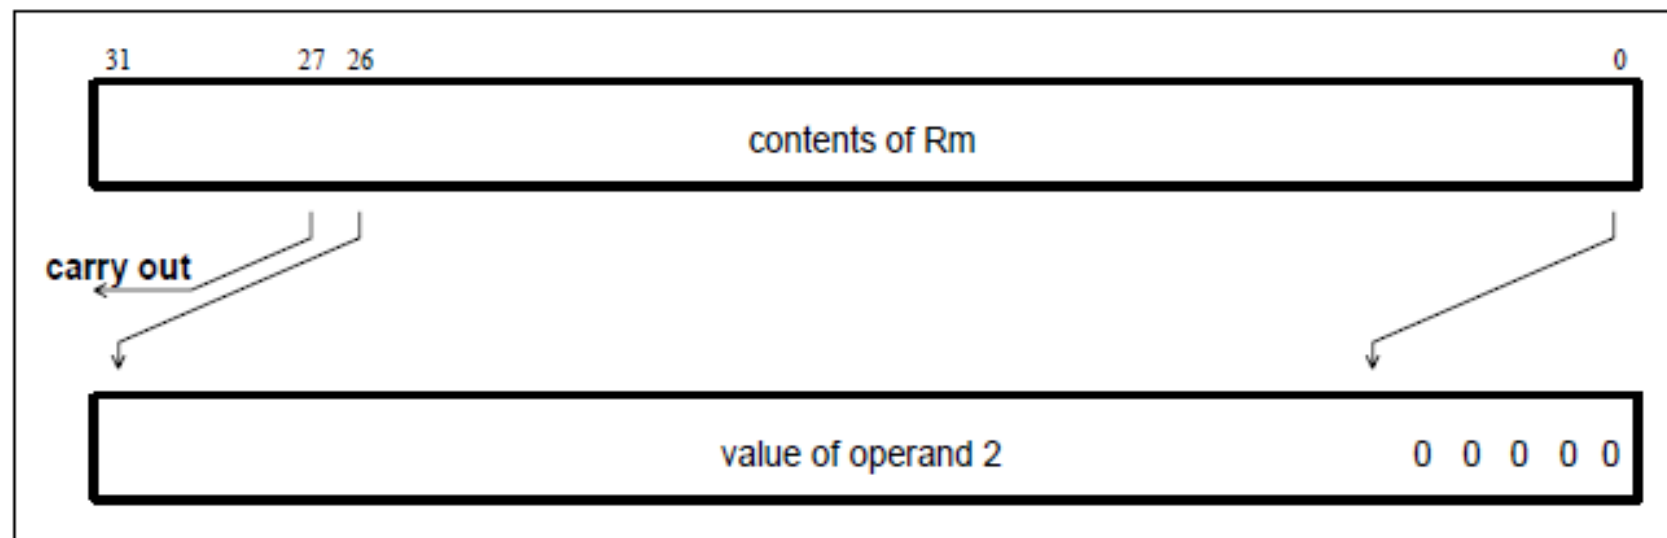 31 27 26 0
contents of Rm
carry out
value of operand 2 0 0 0 0 0